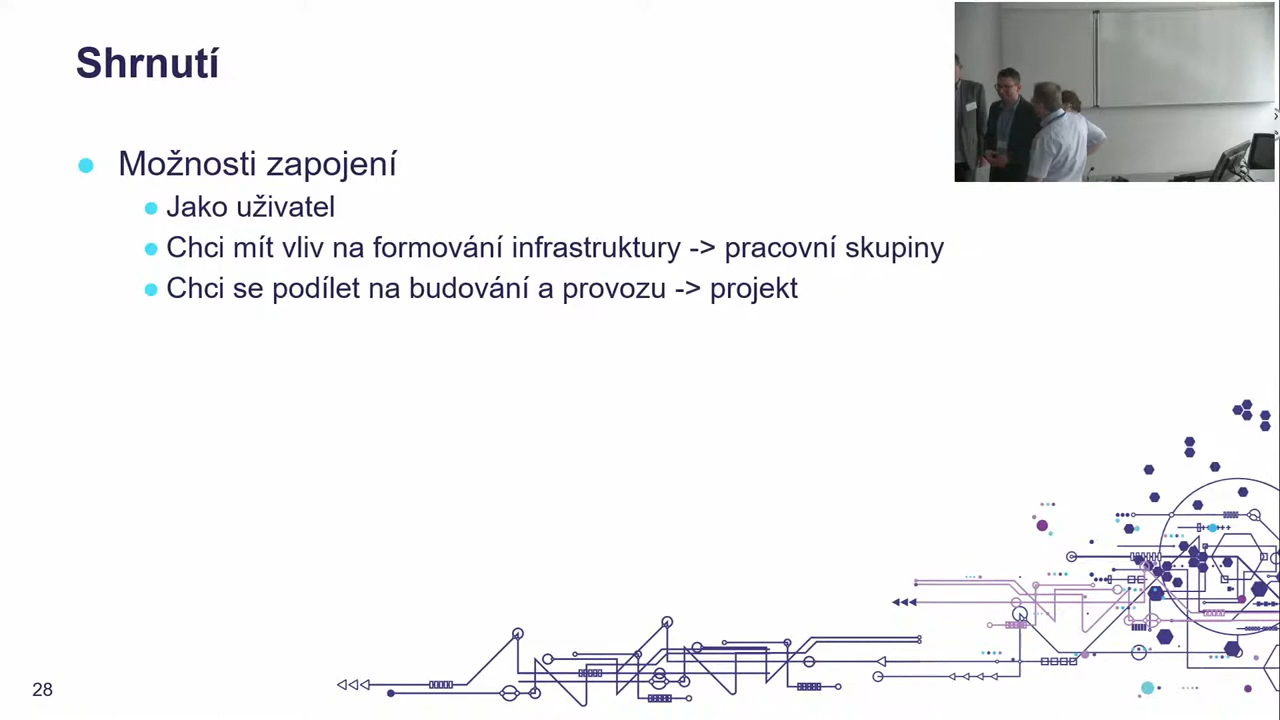 Shrnutí
Možnosti zapojení
Jako uživatel
Chci mít vliv na formování infrastruktury -> pracovní skupiny
Chci se podílet na budování a provozu -> projekt
28